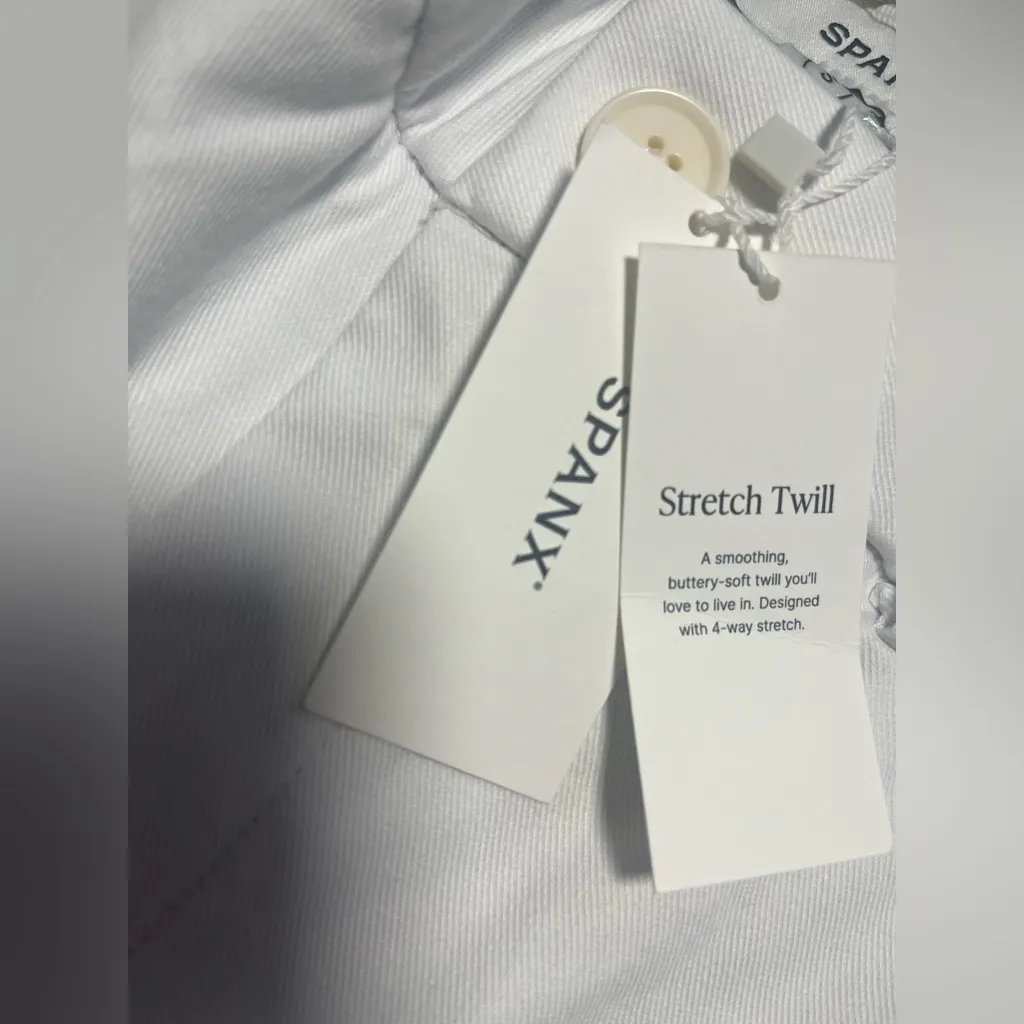 SPANX
Stretch Twill
A smoothing,
buttery-soft twill you'll
love to live in. Designed
with 4-way stretch.